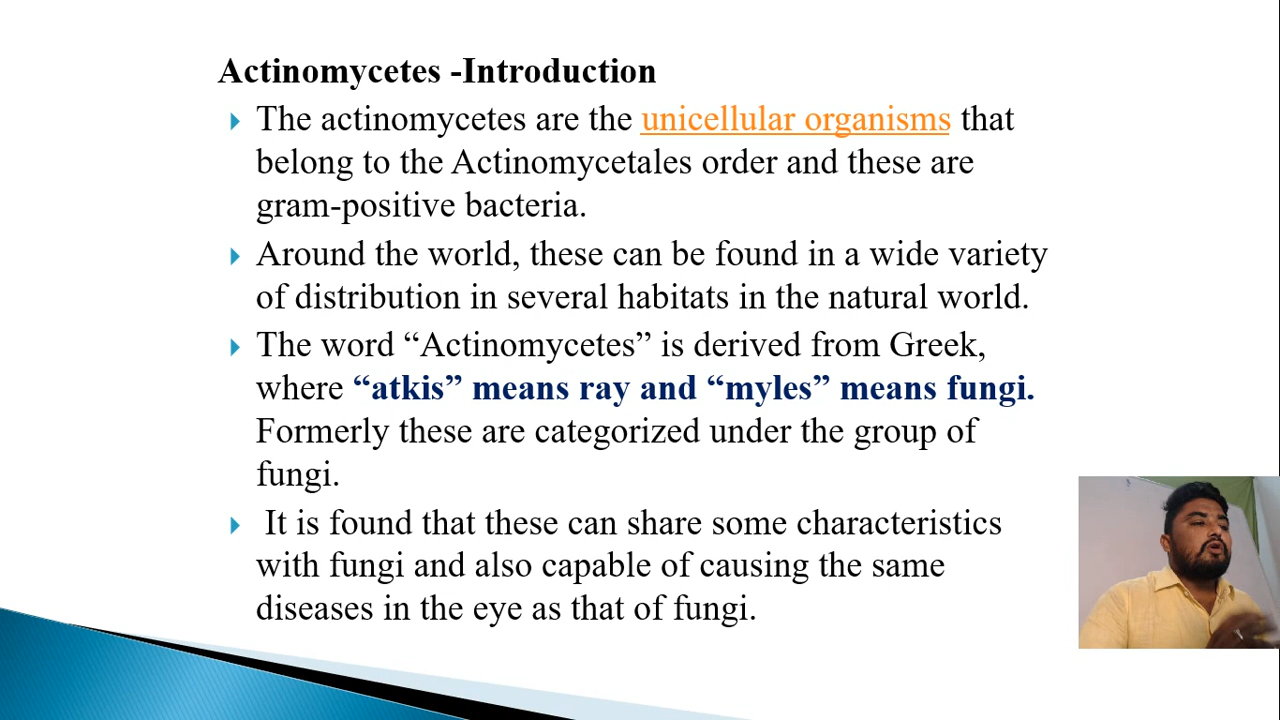 Actinomycetes -Introduction
The actinomycetes are the unicellular organisms that
belong to the Actinomycetales order and these are
gram-positive bacteria.
Around the world, these can be found in a wide variety
of distribution in several habitats in the natural world.
The word “Actinomycetes” is derived from Greek,
where “atkis” means ray and “myles” means fungi.
Formerly these are categorized under the group of
fungi.
It is found that these can share some characteristics
with fungi and also capable of causing the same
diseases in the eye as that of fungi.